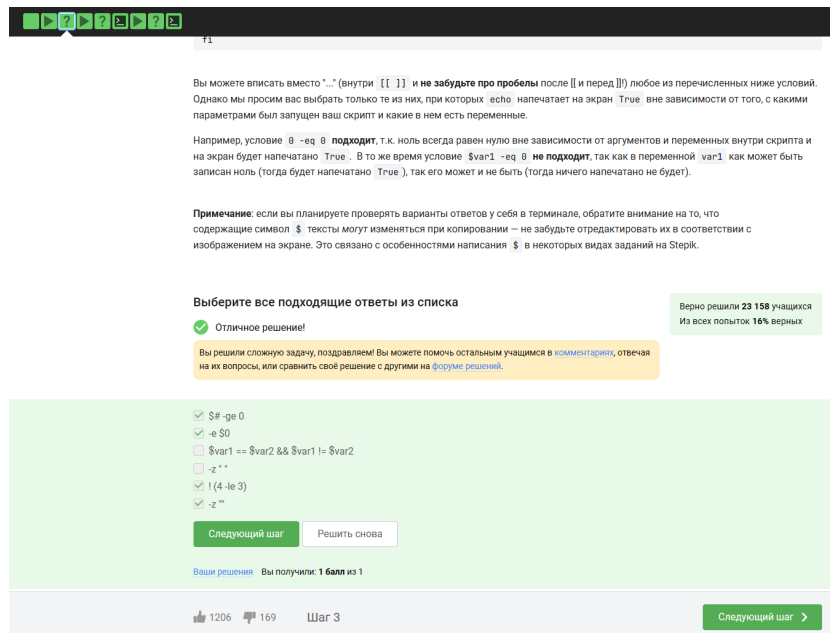 fi
Вы можете вписать вместо "..." (внутри [[ ]] и не забудьте про пробелы после [[ и перед ]]!) любое из перечисленных ниже условий.
Однако мы просим вас выбрать только те из них, при которых echo напечатает на экран True вне зависимости от того, с какими
параметрами был запущен ваш скрипт и какие в нем есть переменные.
Например, условие 0 -eq 0 подходит, т.к. ноль всегда равен нулю вне зависимости от аргументов и переменных внутри скрипта и
на экран будет напечатано True . В то же время условие $var1 -eq 0 не подходит, так как в переменной var1 как может быть
записан ноль (тогда будет напечатано True ), так его может и не быть (тогда ничего напечатано не будет).
Примечание: если вы планируете проверять варианты ответов у себя в терминале, обратите внимание на то, что
содержащие символ $ тексты могут изменяться при копировании — не забудьте отредактировать их в соответствии с
изображением на экране. Это связано с особенностями написания $ в некоторых видах заданий на Stepik.
Выберите все подходящие ответы из списка
Верно решили 23 158 учащихся
Из всех попыток 16% верных
Отличное решение!
Вы решили сложную задачу, поздравляем! Вы можете помочь остальным учащимся в комментариях, отвечая
на их вопросы, или сравнить своё решение с другими на форуме решений.
$# -ge 0
-e $0
$var1 == $var2 && $var1 != $var2
-z " "
! (4 -le 3)
-z ""
Следующий шаг
Решить снова
Ваши решения Вы получили: 1 балл из 1
1206 169 Шаг 3
Следующий шаг